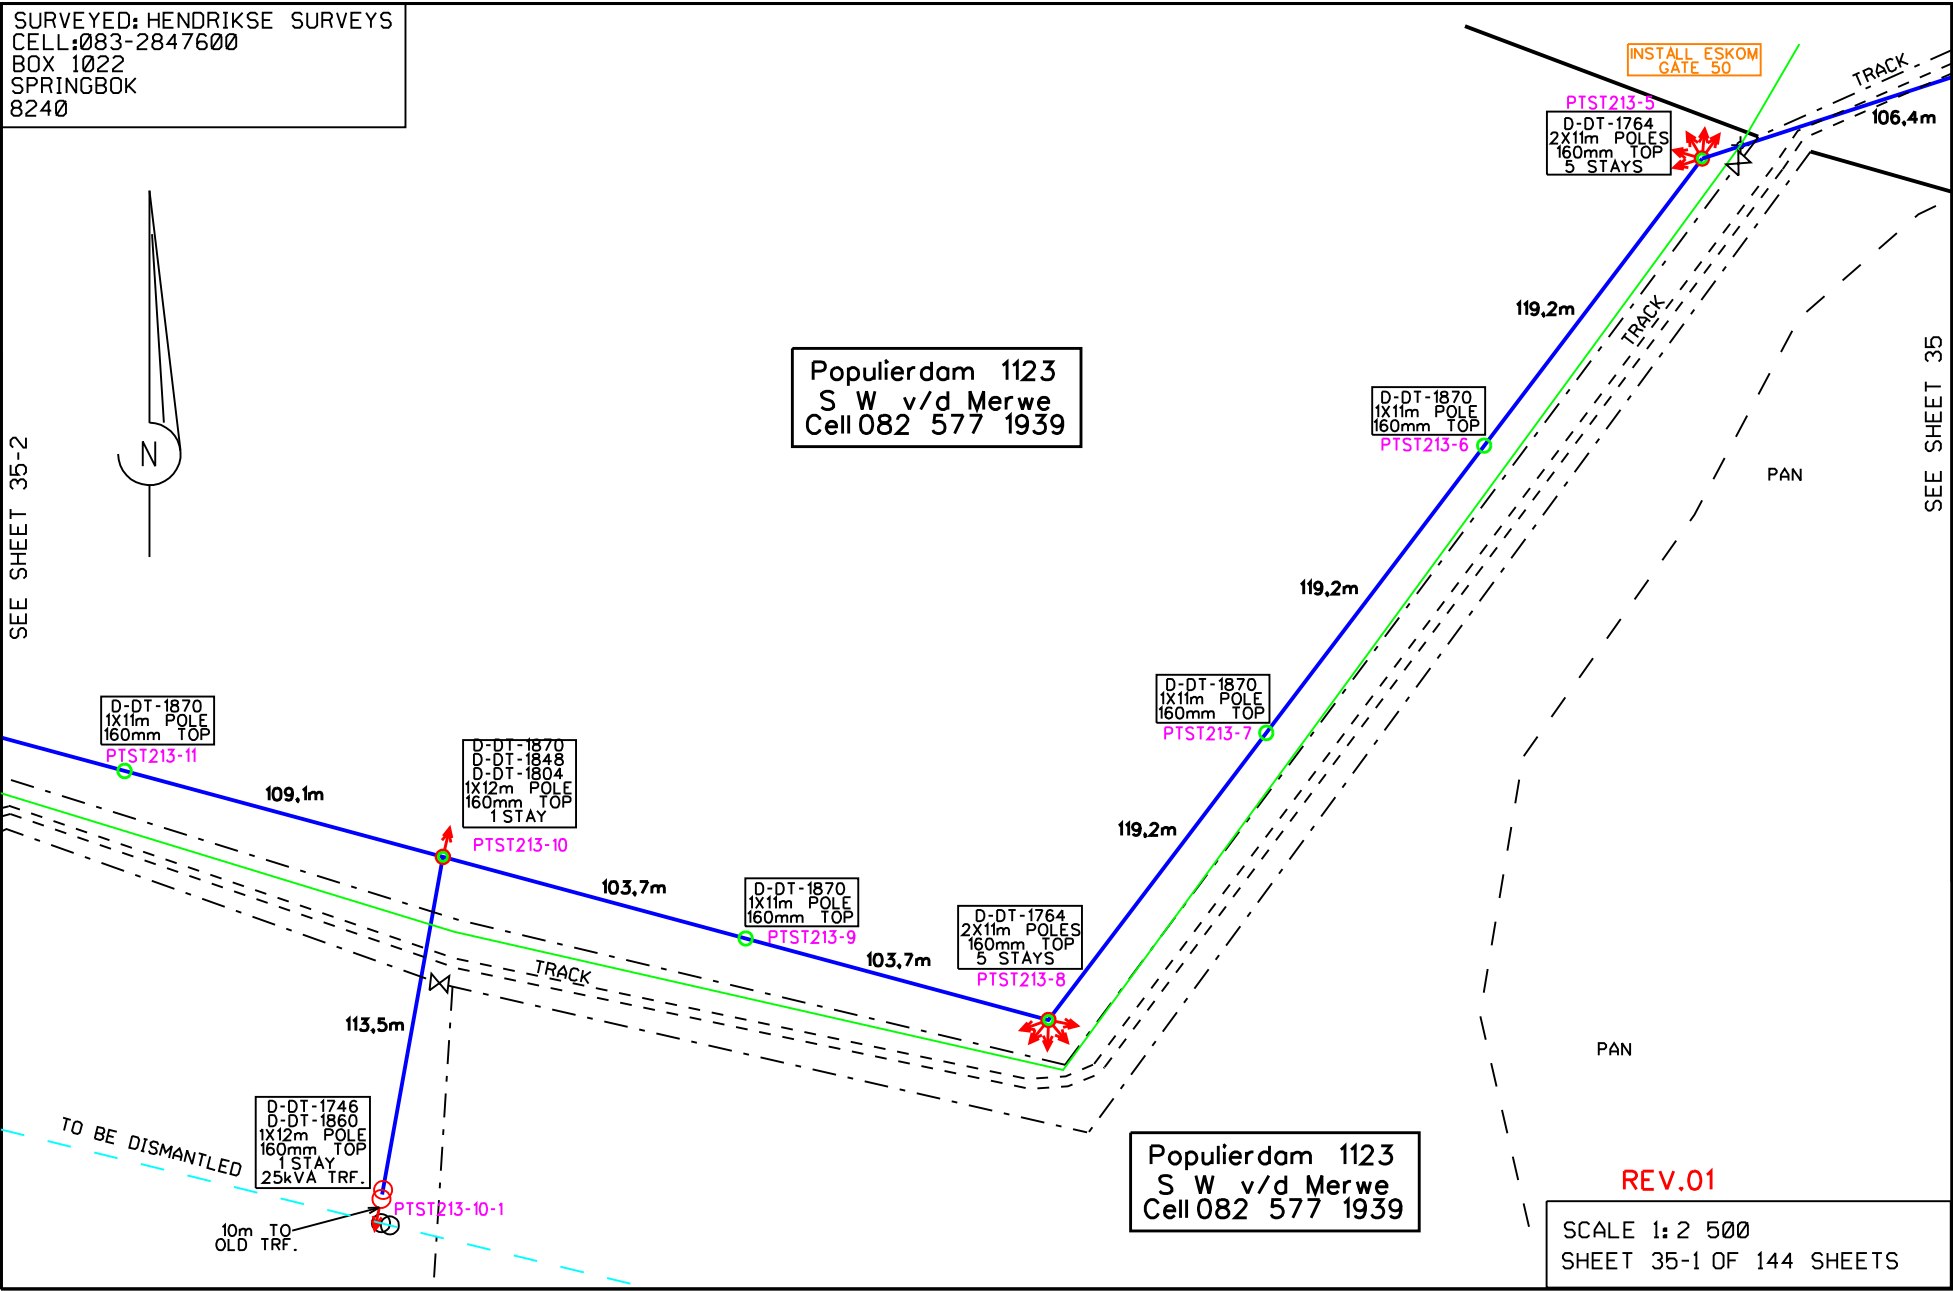 SURVEYED: HENDRIKSE SURVEYS
CELL:083-2847600
BOX 1022
SPRINGBOK
8240
INSTALL ESKOM
GATE 50
TRACK
106,4m
PTST213-5
D-DT-1764
2X11m POLES
160mm TOP
5 STAYS
N
119,2m
TRACK
Populierdam 1123
S W v/d Merwe
Cell 082 577 1939
D-DT-1870
1X11m POLE
160mm TOP
PTST213-6
PAN
SEE SHEET 35
SEE SHEET 35-2
119,2m
D-DT-1870
1X11m POLE
160mm TOP
PTST213-7
D-DT-1870
1X11m POLE
160mm TOP
PTST213-11
109,1m
D-DT-1870
D-DT-1848
D-DT-1804
1X12m POLE
160mm TOP
1 STAY
PTST213-10
119,2m
103,7m
D-DT-1870
1X11m POLE
160mm TOP
PTST213-9
103,7m
D-DT-1764
2X11m POLES
160mm TOP
5 STAYS
PTST213-8
TRACK
113,5m
PAN
TO BE DISMANTLED
D-DT-1746
D-DT-1860
1X12m POLE
160mm TOP
1 STAY
25kVA TRF.
PTST213-10-1
10m TO
OLD TRF.
Populierdam 1123
S W v/d Merwe
Cell 082 577 1939
REV.01
SCALE 1: 2 500
SHEET 35-1 OF 144 SHEETS